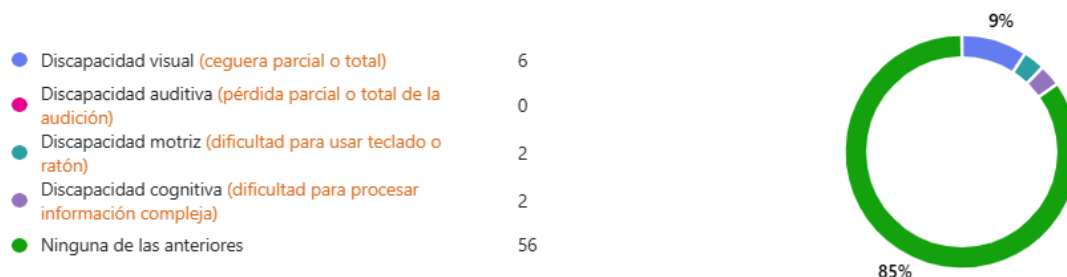 9%
Discapacidad visual (ceguera parcial o total) 6
Discapacidad auditiva (pérdida parcial o total de la
audición) 0
Discapacidad motriz (dificultad para usar teclado o
ratón) 2
Discapacidad cognitiva (dificultad para procesar
información compleja) 2
Ninguna de las anteriores 56
85%